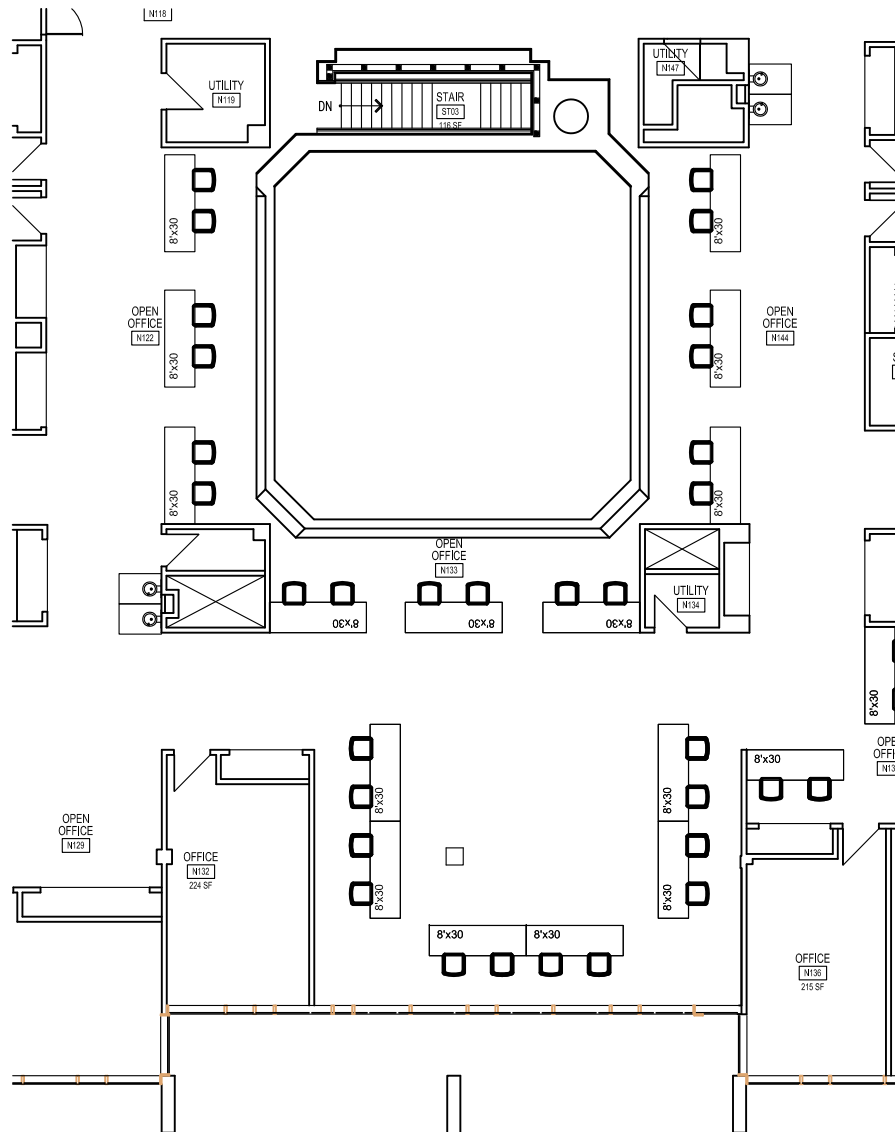 N118
UTILITY
N119
DN
STAIR
ST03
116 SF
UTILITY
N147
8'x30
8'x30
OPEN
OFFICE
N122
8'x30
8'x30
OPEN
OFFICE
N144
8'x30
8'x30
OPEN
OFFICE
N133
UTILITY
N134
8'x30
8'x30
8'x30
8'x30
8'x30
8'x30
8'x30
OPEN
OFFICE
N129
OFFICE
N132
224 SF
8'x30
8'x30
8'x30
8'x30
OFFICE
N136
215 SF